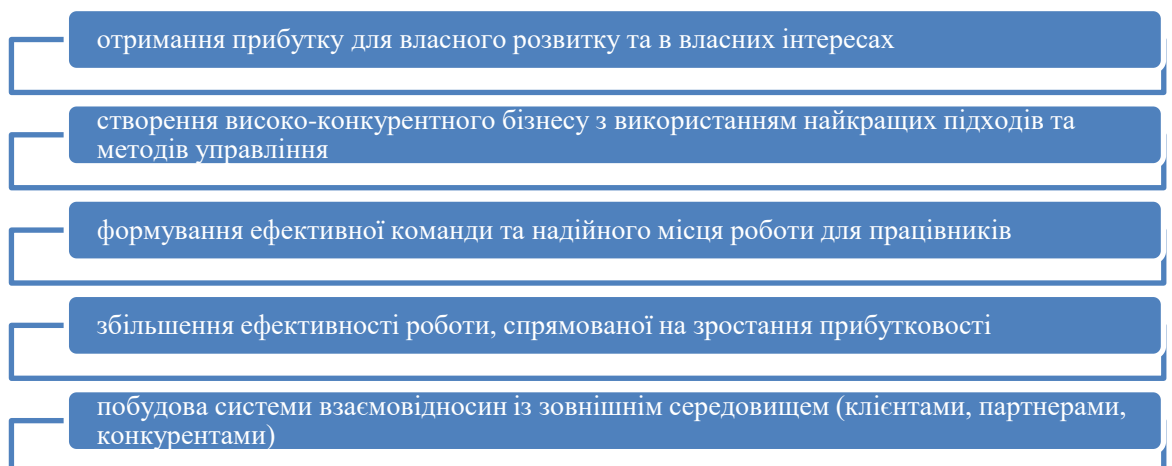 отримання прибутку для власного розвитку та в власних інтересах
створення високо-конкурентного бізнесу з використанням найкращих підходів та
методів управління
формування ефективної команди та надійного місця роботи для працівників
збільшення ефективності роботи, спрямованої на зростання прибутковості
побудова системи взаємовідносин із зовнішнім середовищем (клієнтами, партнерами,
конкурентами)